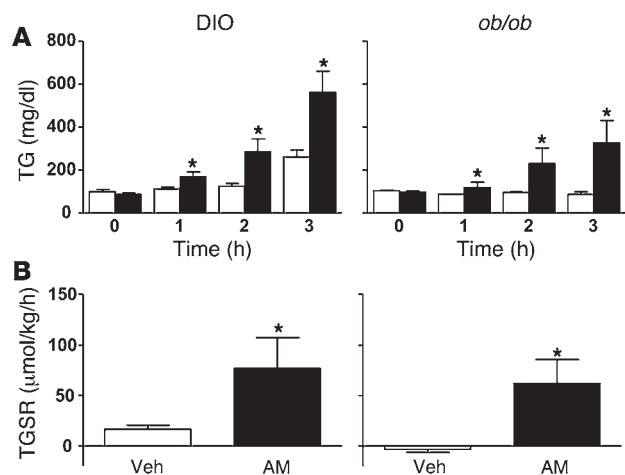 DIO ob/ob
A
TG (mg/dl)
800
600
400
200
0
* * *
* * *
0 1 2 3
0 1 2 3
Time (h) Time (h)
B
TGSR (μmol/kg/h)
150
100
50
0
*
*
Veh AM Veh AM